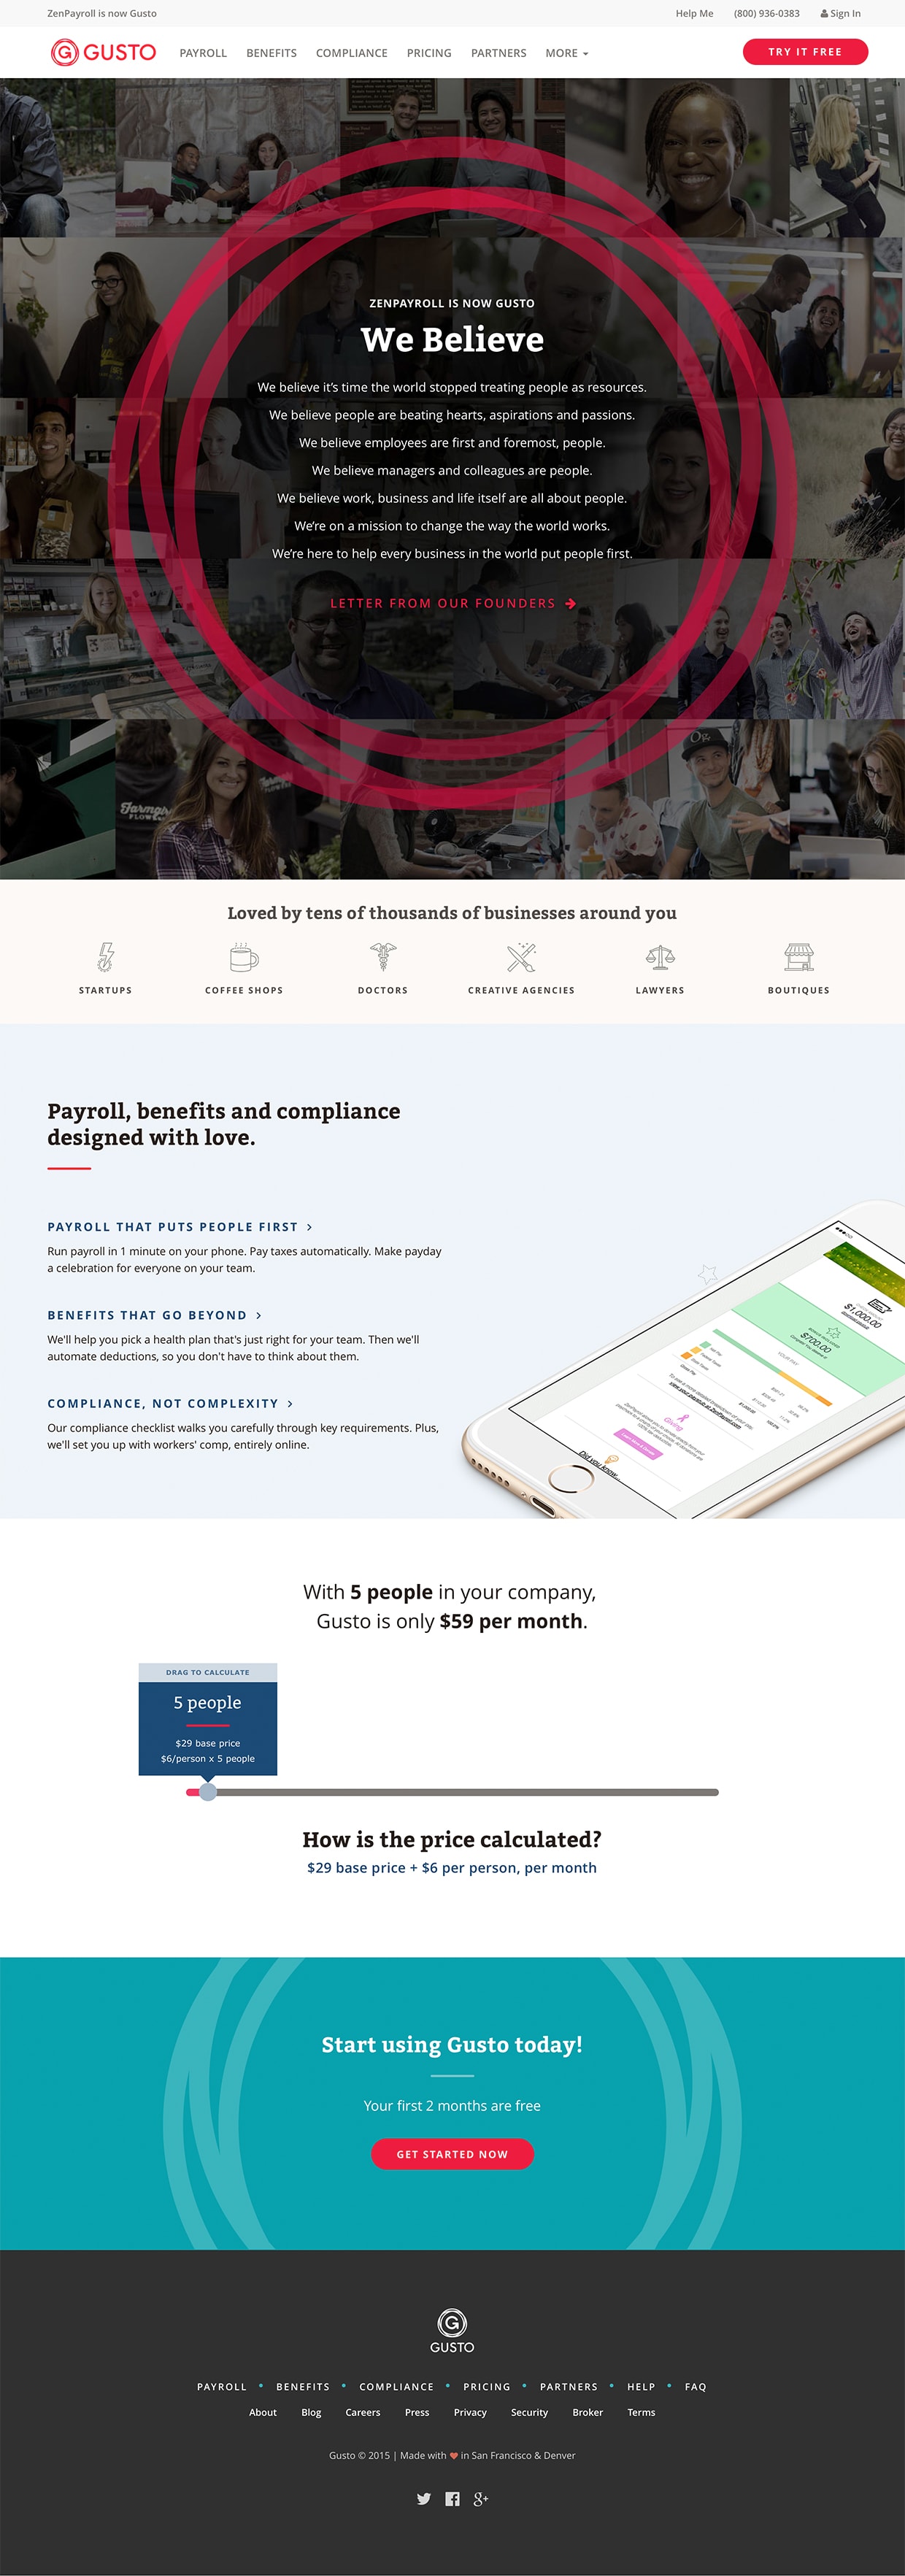 ZenPayroll is now Gusto
Help Me (800) 936-0383 Sign In
GUSTO PAYROLL BENEFITS COMPLIANCE PRICING PARTNERS MORE TRY IT FREE
ZENPAYROLL IS NOW GUSTO
We Believe
We believe it’s time the world stopped treating people as resources.
We believe people are beating hearts, aspirations and passions.
We believe employees are first and foremost, people.
We believe managers and colleagues are people.
We believe work, business and life itself are all about people.
We’re on a mission to change the way the world works.
We’re here to help every business in the world put people first.
LETTER FROM OUR FOUNDERS
Farmgirl
FLOWERS
Loved by tens of thousands of businesses around you
STARTUPS COFFEE SHOPS DOCTORS CREATIVE AGENCIES LAWYERS BOUTIQUES
Payroll, benefits and compliance
designed with love.
PAYROLL THAT PUTS PEOPLE FIRST >
Run payroll in 1 minute on your phone. Pay taxes automatically. Make payday
a celebration for everyone on your team.
BENEFITS THAT GO BEYOND >
We'll help you pick a health plan that's just right for your team. Then we'll
automate deductions, so you don't have to think about them.
COMPLIANCE, NOT COMPLEXITY >
Our compliance checklist walks you carefully through key requirements. Plus,
we'll set you up with workers' comp, entirely online.
$1,000.00
$700.00
YOUR PAY
Giving
Did you know...
With 5 people in your company,
Gusto is only $59 per month.
DRAG TO CALCULATE
5 people
$29 base price
$6/person x 5 people
How is the price calculated?
$29 base price + $6 per person, per month
Start using Gusto today!
Your first 2 months are free
GET STARTED NOW
G
GUSTO
PAYROLL • BENEFITS • COMPLIANCE • PRICING • PARTNERS • HELP • FAQ
About Blog Careers Press Privacy Security Broker Terms
Gusto © 2015 | Made with ❤ in San Francisco & Denver
g+